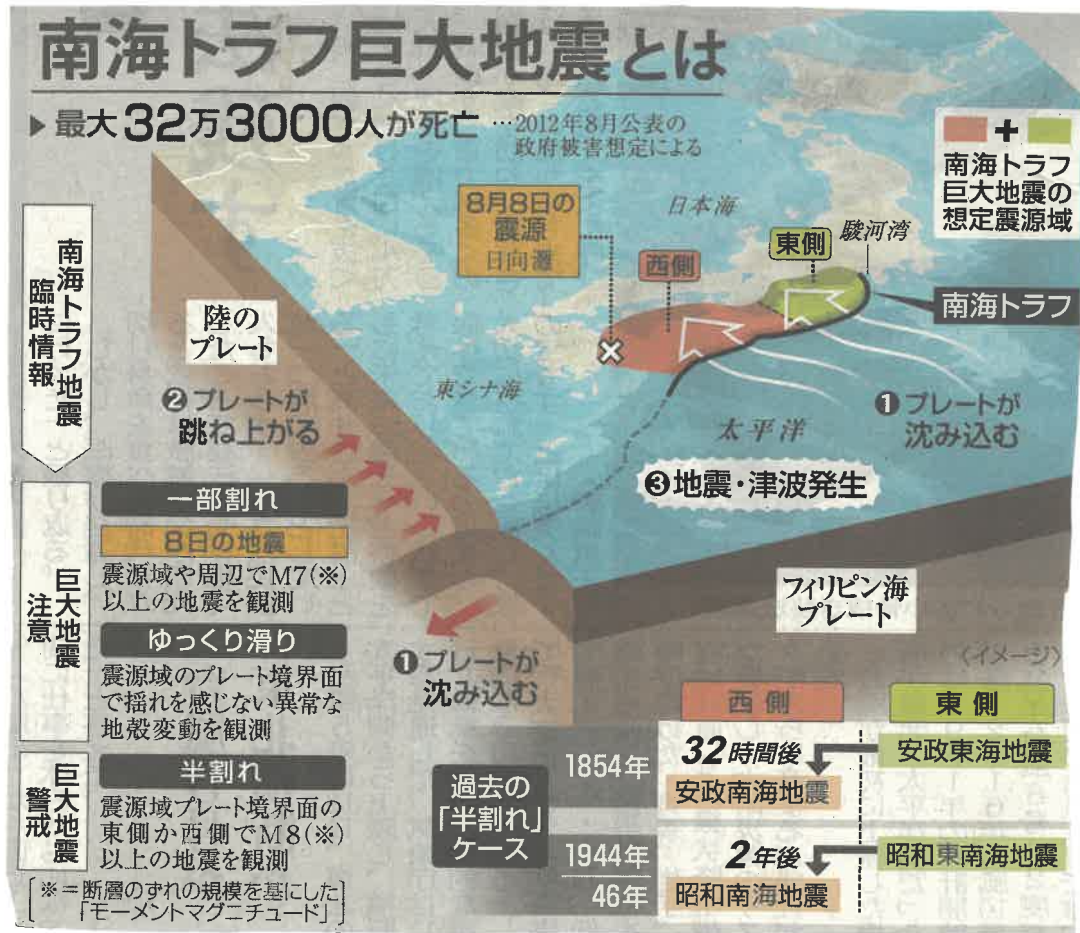 南海トラフ巨大地震とは
▶最大32万3000人が死亡…2012年8月公表の
政府被害想定による
＋
南海トラフ
巨大地震の
想定震源域
8月8日の
震源
日向灘
日本海
西側
東側
駿河湾
南海トラフ
陸の
プレート
東シナ海
太平洋
❶プレートが
沈み込む
❷プレートが
跳ね上がる
❸地震・津波発生
フィリピン海
プレート
❶プレートが
沈み込む
〈イメージ〉
南海トラフ地震
臨時情報
巨大地震
注意
一部割れ
8日の地震
震源域や周辺でM7(※)
以上の地震を観測
ゆっくり滑り
震源域のプレート境界面
で揺れを感じない異常な
地殻変動を観測
巨大地震
警戒
半割れ
震源域プレート境界面の
東側か西側でM8(※)
以上の地震を観測
※＝断層のずれの規模を基にした
「モーメントマグニチュード」
過去の
「半割れ」
ケース
西側
東側
1854年
32時間後
安政東海地震
安政南海地震
1944年
46年
2年後
昭和東南海地震
昭和南海地震